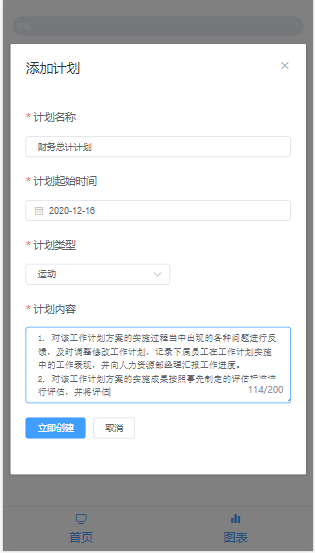 0%
添加计划
* 计划名称
财务总计计划
* 计划起始时间
2020-12-16
* 计划类型
运动
* 计划内容
1. 对该工作计划方案的实施过程当中出现的各种问题进行反
馈，及时调整修改工作计划，记录下属员工在工作计划实施
中的工作表现，并向人力资源部经理汇报工作进度。
2. 对该工作计划方案的实施成果按照事先制定的评估标准进
行评估，并将评估
114/200
立即创建
取消
首页
图表